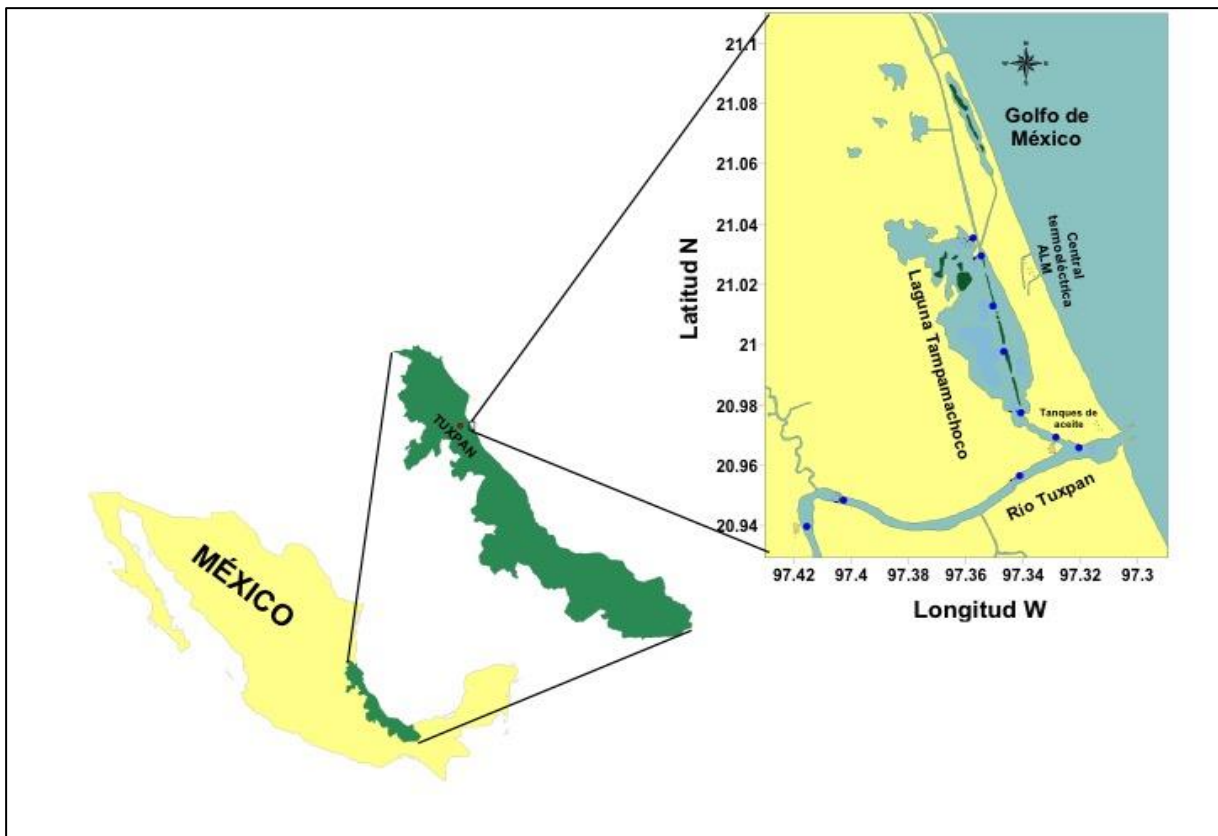 21.1
21.08
21.06
21.04
21.02
21
20.98
20.96
20.94
Latitud N
97.42 97.4 97.38 97.36 97.34 97.32 97.3
Longitud W
Golfo de
México
Central
termoeléctrica
ALM
Laguna Tampamachoco
Tanques de
aceite
Río Tuxpan
TUXPAN
MÉXICO